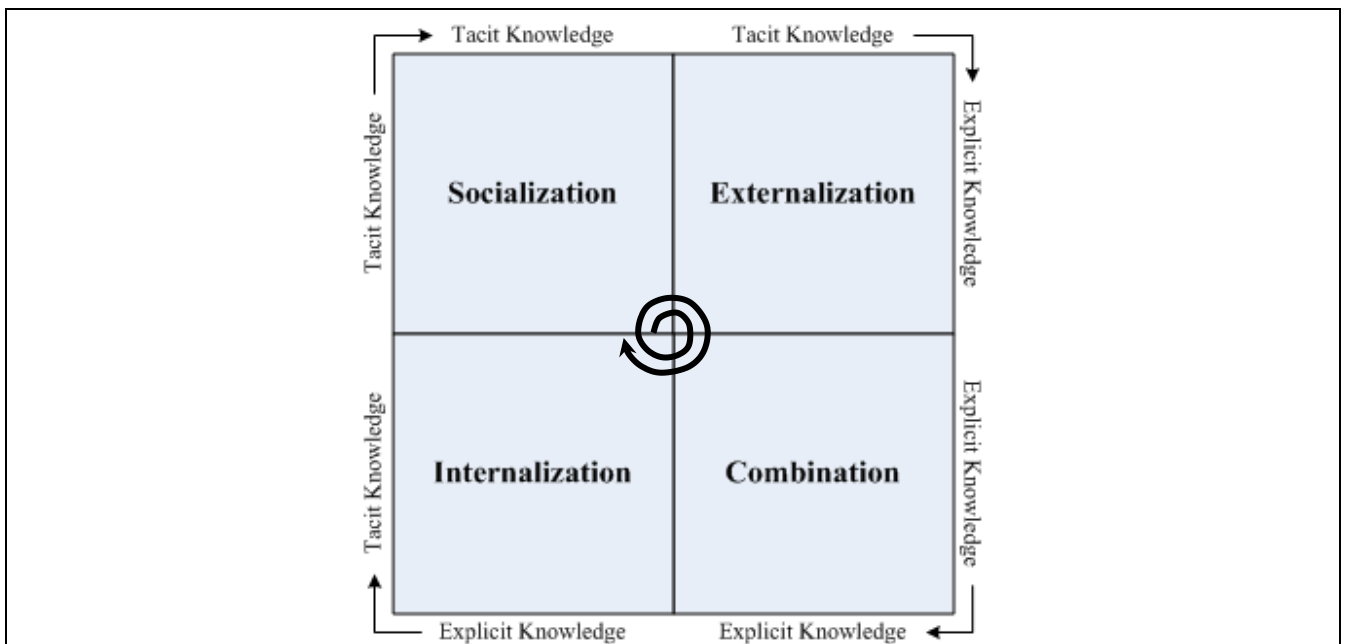 Tacit Knowledge
Tacit Knowledge
Tacit Knowledge
Explicit Knowledge
Socialization
Externalization
Tacit Knowledge
Explicit Knowledge
Internalization
Combination
Explicit Knowledge
Explicit Knowledge